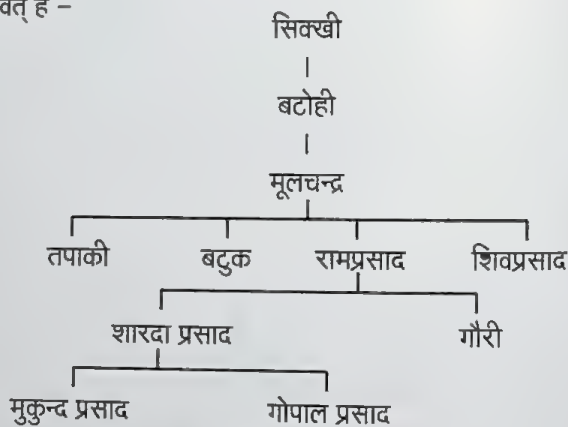 वत् है –
सिक्खी
बटोही
मूलचन्द्र
तपाकी बटुक रामप्रसाद शिवप्रसाद
शारदा प्रसाद गौरी
मुकुन्द प्रसाद गोपाल प्रसाद